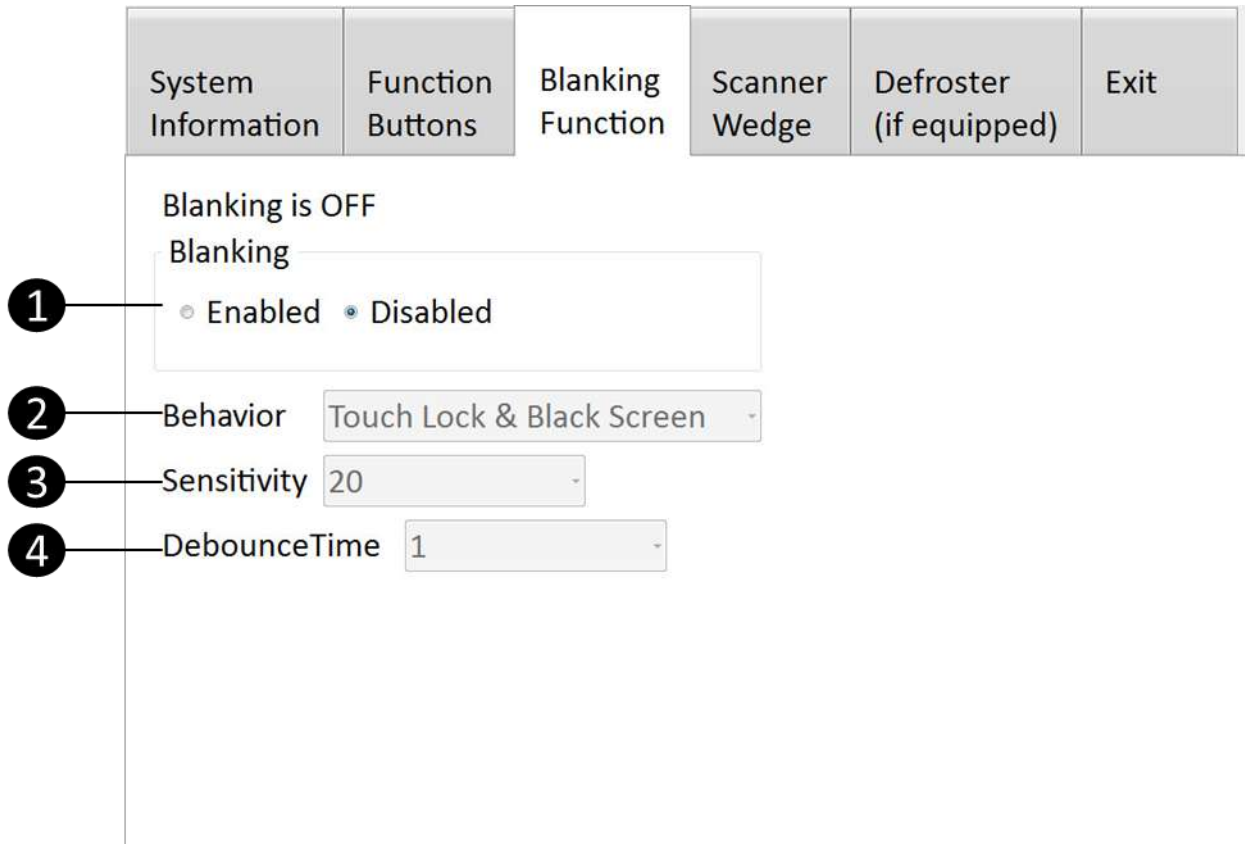 System Information
Function Buttons
Blanking Function
Scanner Wedge
Defroster (if equipped)
Exit
Blanking is OFF
Blanking
1 Enabled Disabled
2 Behavior Touch Lock & Black Screen
3 Sensitivity 20
4 DebounceTime 1